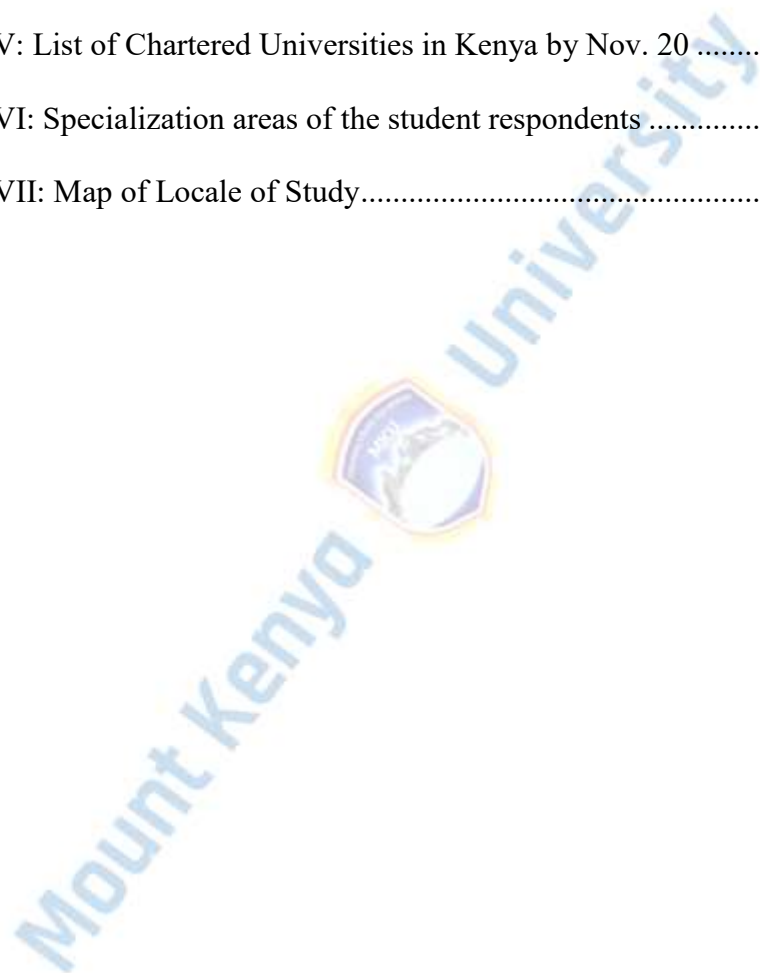 V: List of Chartered Universities in Kenya by Nov. 20 ........
VI: Specialization areas of the student respondents ..............
VII: Map of Locale of Study..................................................
Mount Kenya University
MKU